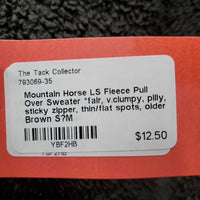 The Tack Collector
793069-35
Mountain Horse LS Fleece Pull
Over Sweater *fair, v.clumpy, pilly,
sticky zipper, thin/flat spots, older
Brown S?M
$12.50
YBF2HB
YBF2HB